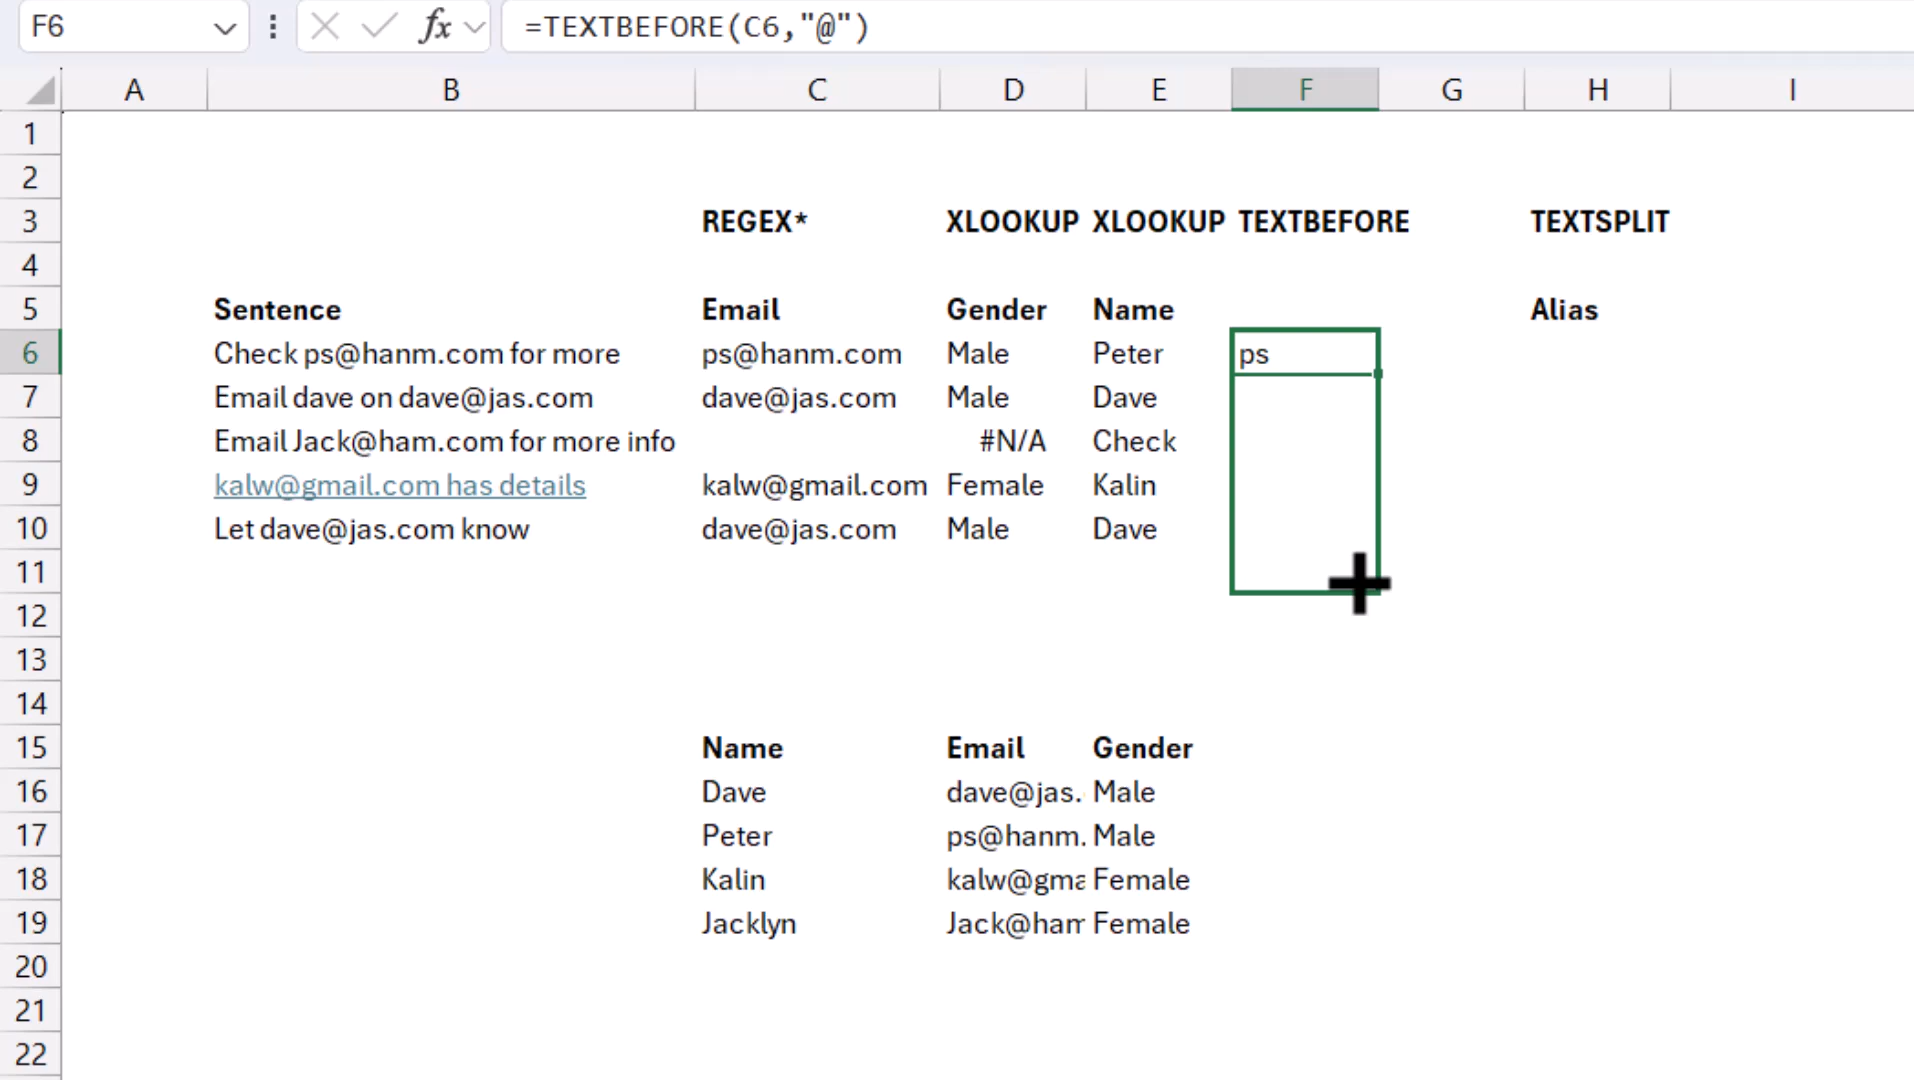 F6 fx =TEXTBEFORE(C6,"@")
A B C D E F G H I
1
2
3 REGEX* XLOOKUP XLOOKUP TEXTBEFORE TEXTSPLIT
4
5 Sentence Email Gender Name Alias
6 Check ps@hanm.com for more ps@hanm.com Male Peter ps
7 Email dave on dave@jas.com dave@jas.com Male Dave
8 Email Jack@ham.com for more info #N/A Check
9 kalw@gmail.com has details kalw@gmail.com Female Kalin
10 Let dave@jas.com know dave@jas.com Male Dave
11
12
13
14
15 Name Email Gender
16 Dave dave@jas. Male
17 Peter ps@hanm. Male
18 Kalin kalw@gma Female
19 Jacklyn Jack@ham Female
20
21
22